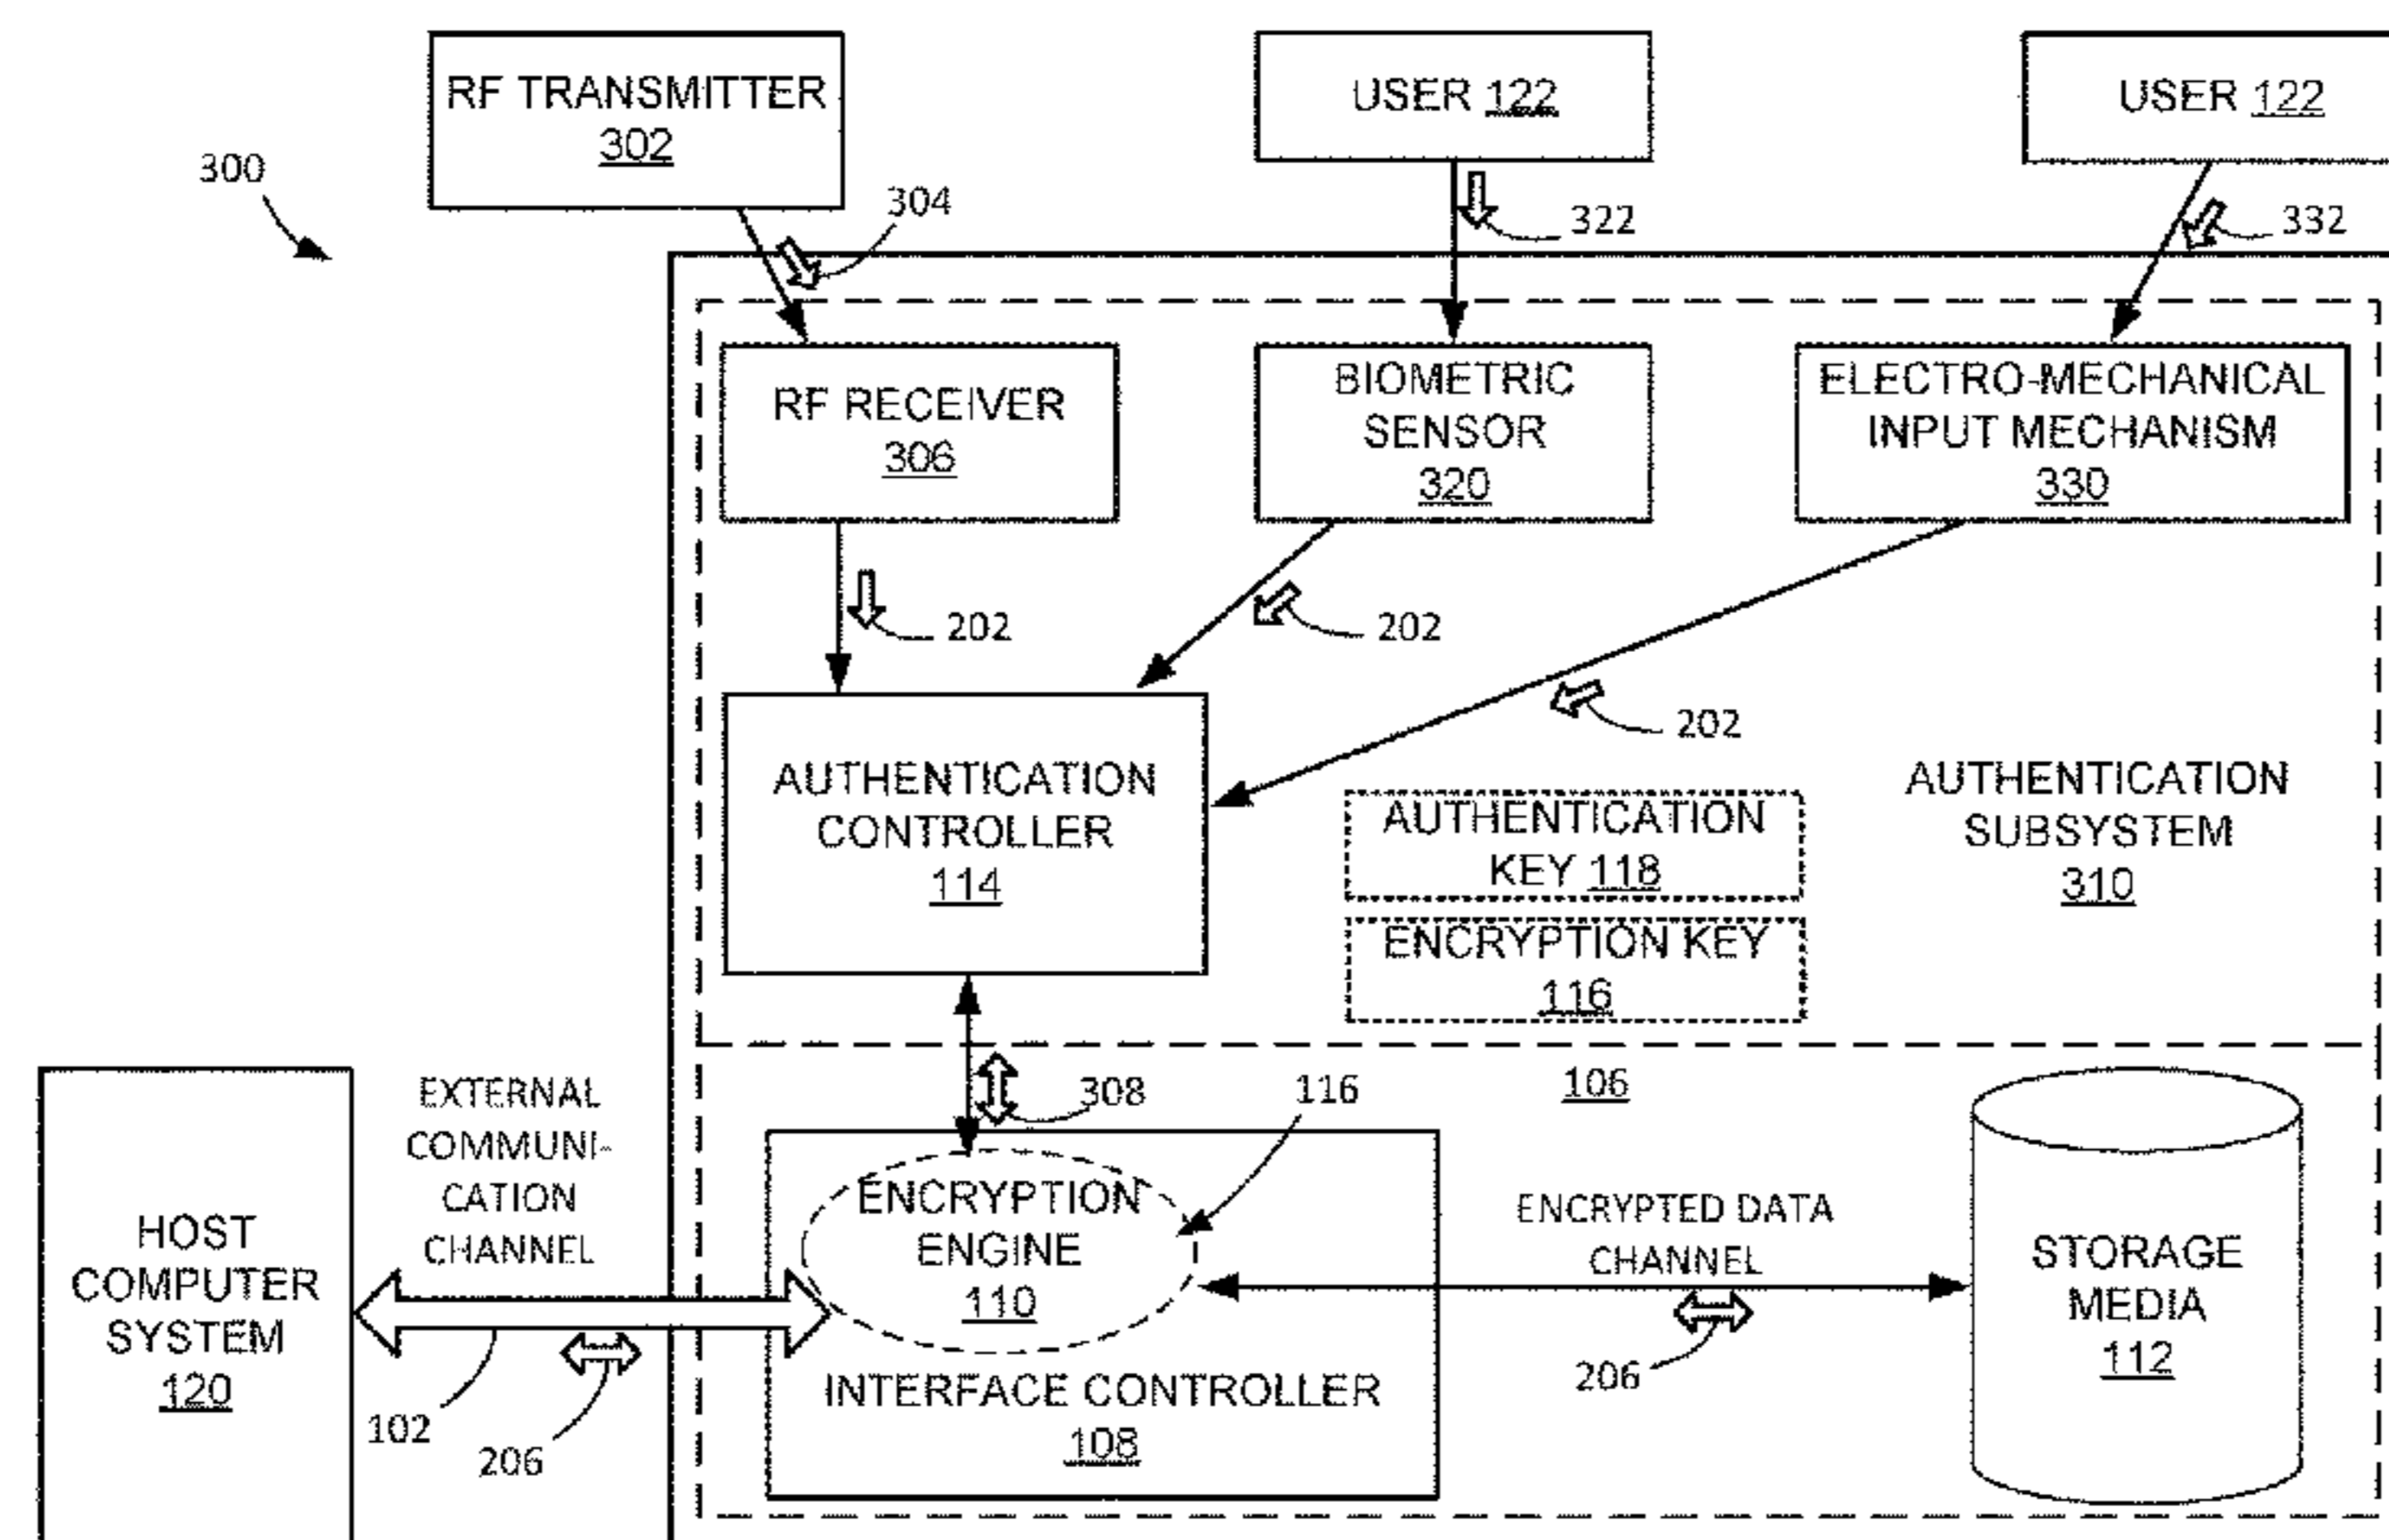 RF TRANSMITTER
302
USER 122
USER 122
300
304
322
332
RF RECEIVER
306
BIOMETRIC
SENSOR
320
ELECTRO-MECHANICAL
INPUT MECHANISM
330
202
202
202
AUTHENTICATION
CONTROLLER
114
AUTHENTICATION
KEY 118
ENCRYPTION KEY
116
AUTHENTICATION
SUBSYSTEM
310
EXTERNAL
COMMUNI-
CATION
CHANNEL
308
116
106
HOST
COMPUTER
SYSTEM
120
ENCRYPTION
ENGINE
110
ENCRYPTED DATA
CHANNEL
STORAGE
MEDIA
112
102
206
INTERFACE CONTROLLER
108
206